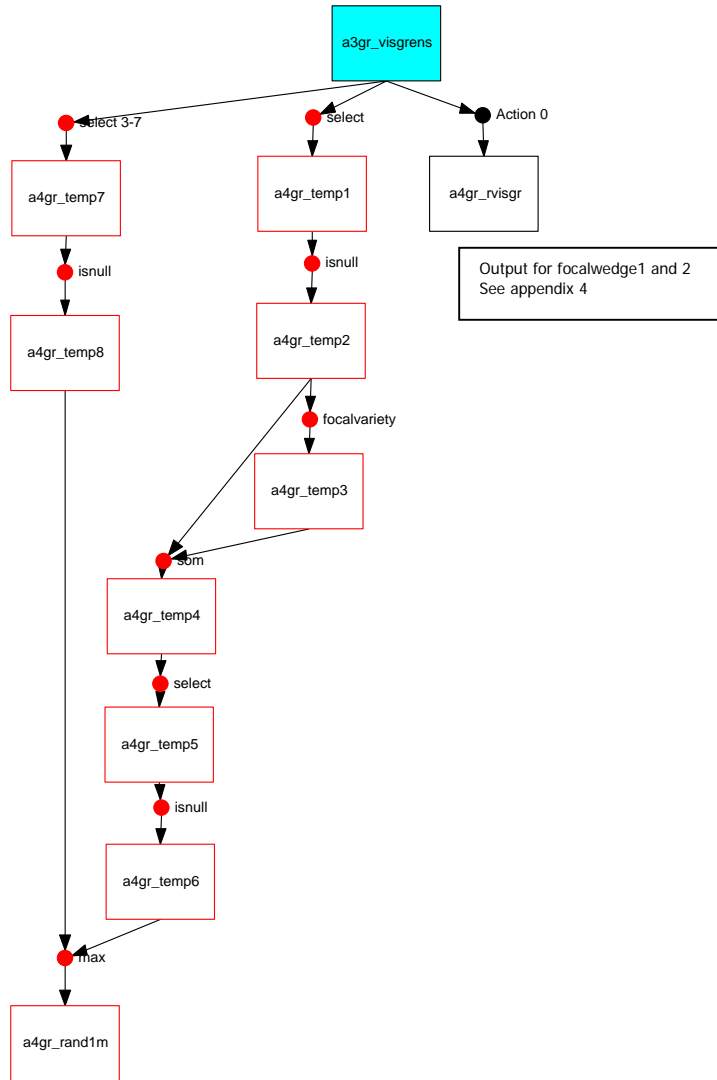 a3gr_visgrens
select 3-7
select
Action 0
a4gr_temp7
a4gr_temp1
a4gr_rvisgr
isnull
isnull
Output for focalwedge1 and 2
See appendix 4
a4gr_temp8
a4gr_temp2
focalvariety
a4gr_temp3
som
a4gr_temp4
select
a4gr_temp5
isnull
a4gr_temp6
max
a4gr_rand1m